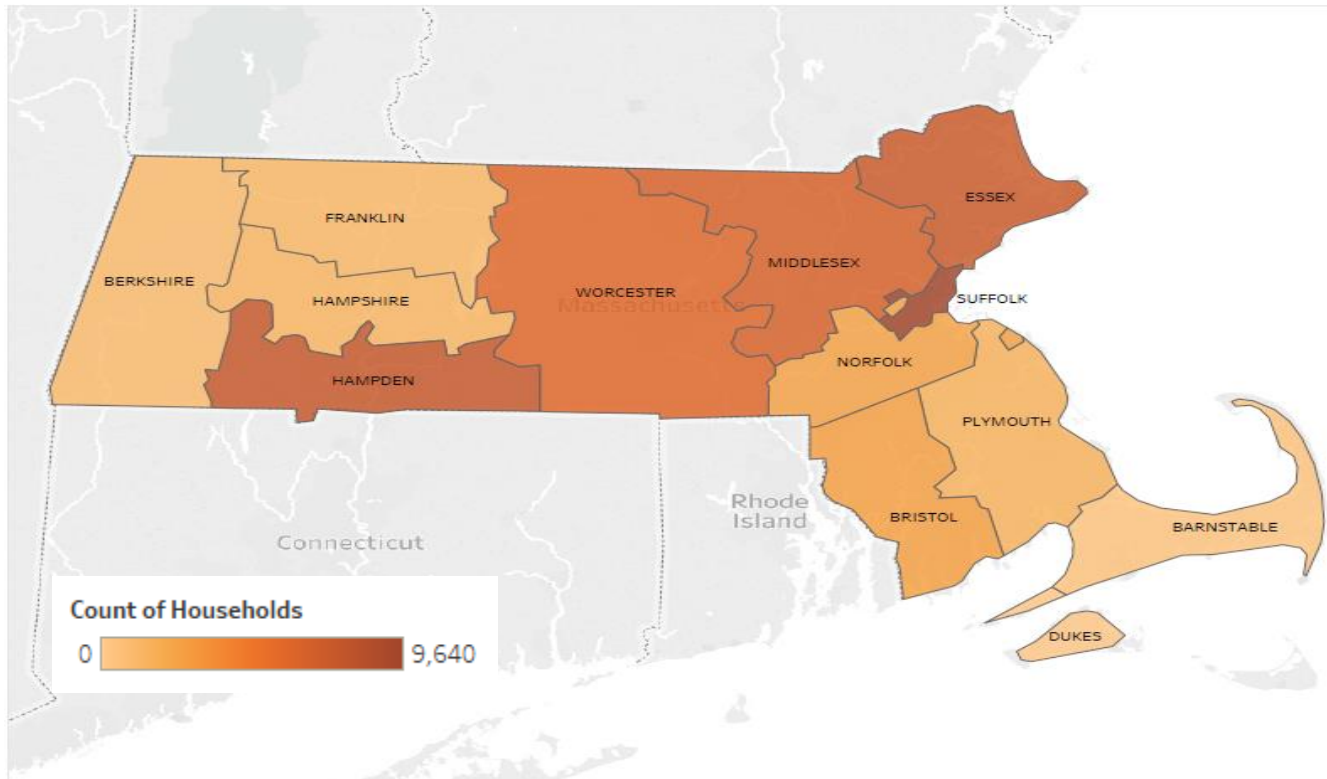 ESSEX
FRANKLIN
MIDDLESEX
BERKSHIRE
HAMPSHIRE
WORCESTER
Massachusetts
SUFFOLK
NORFOLK
HAMPDEN
PLYMOUTH
Rhode
Island
BRISTOL
BARNSTABLE
Connecticut
Count of Households
0 9,640
DUKES